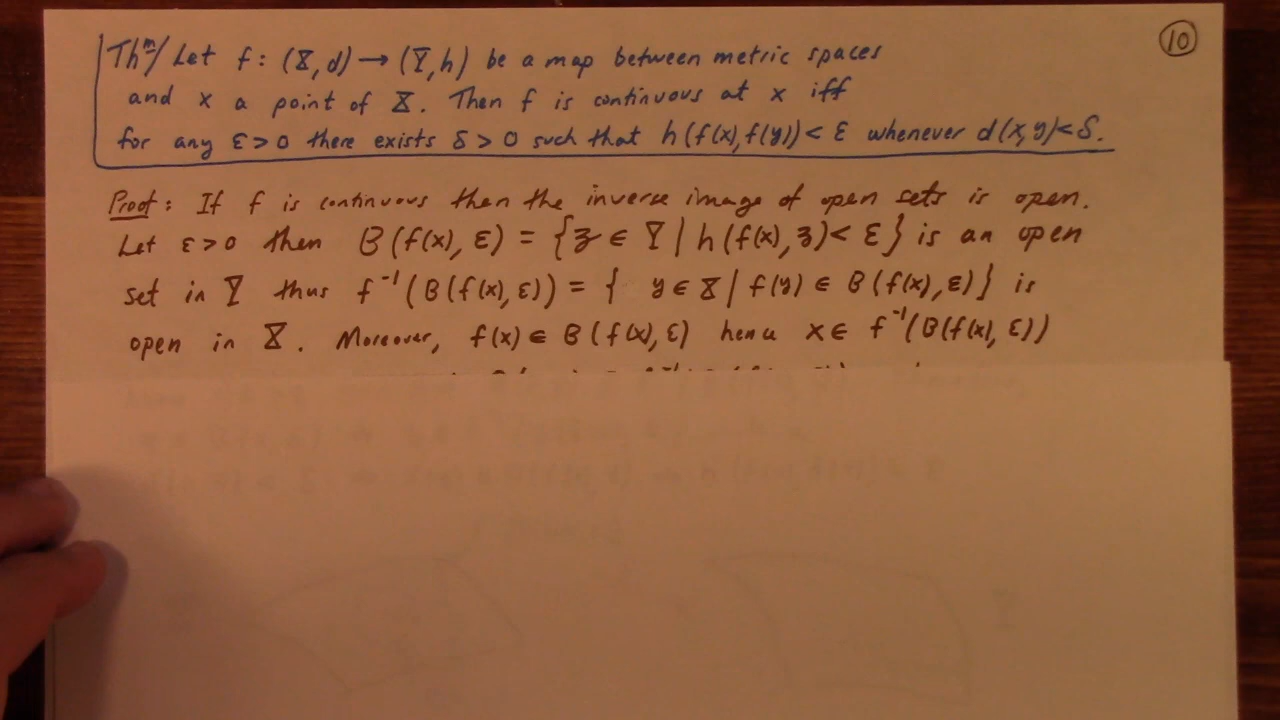 ⑩
Thᵐ/ Let f : (X, d) → (Y, h) be a map between metric spaces
and x a point of X. Then f is continuous at x iff
for any ε > 0 there exists δ > 0 such that h(f(x), f(y)) < ε whenever d(x, y) < δ.
Proof : If f is continuous then the inverse image of open sets is open.
Let ε > 0 then B(f(x), ε) = {z ∈ Y | h(f(x), z) < ε} is an open
set in Y thus f⁻¹(B(f(x), ε)) = { y ∈ X | f(y) ∈ B(f(x), ε)} is
open in X. Moreover, f(x) ∈ B(f(x), ε) hence x ∈ f⁻¹(B(f(x), ε))